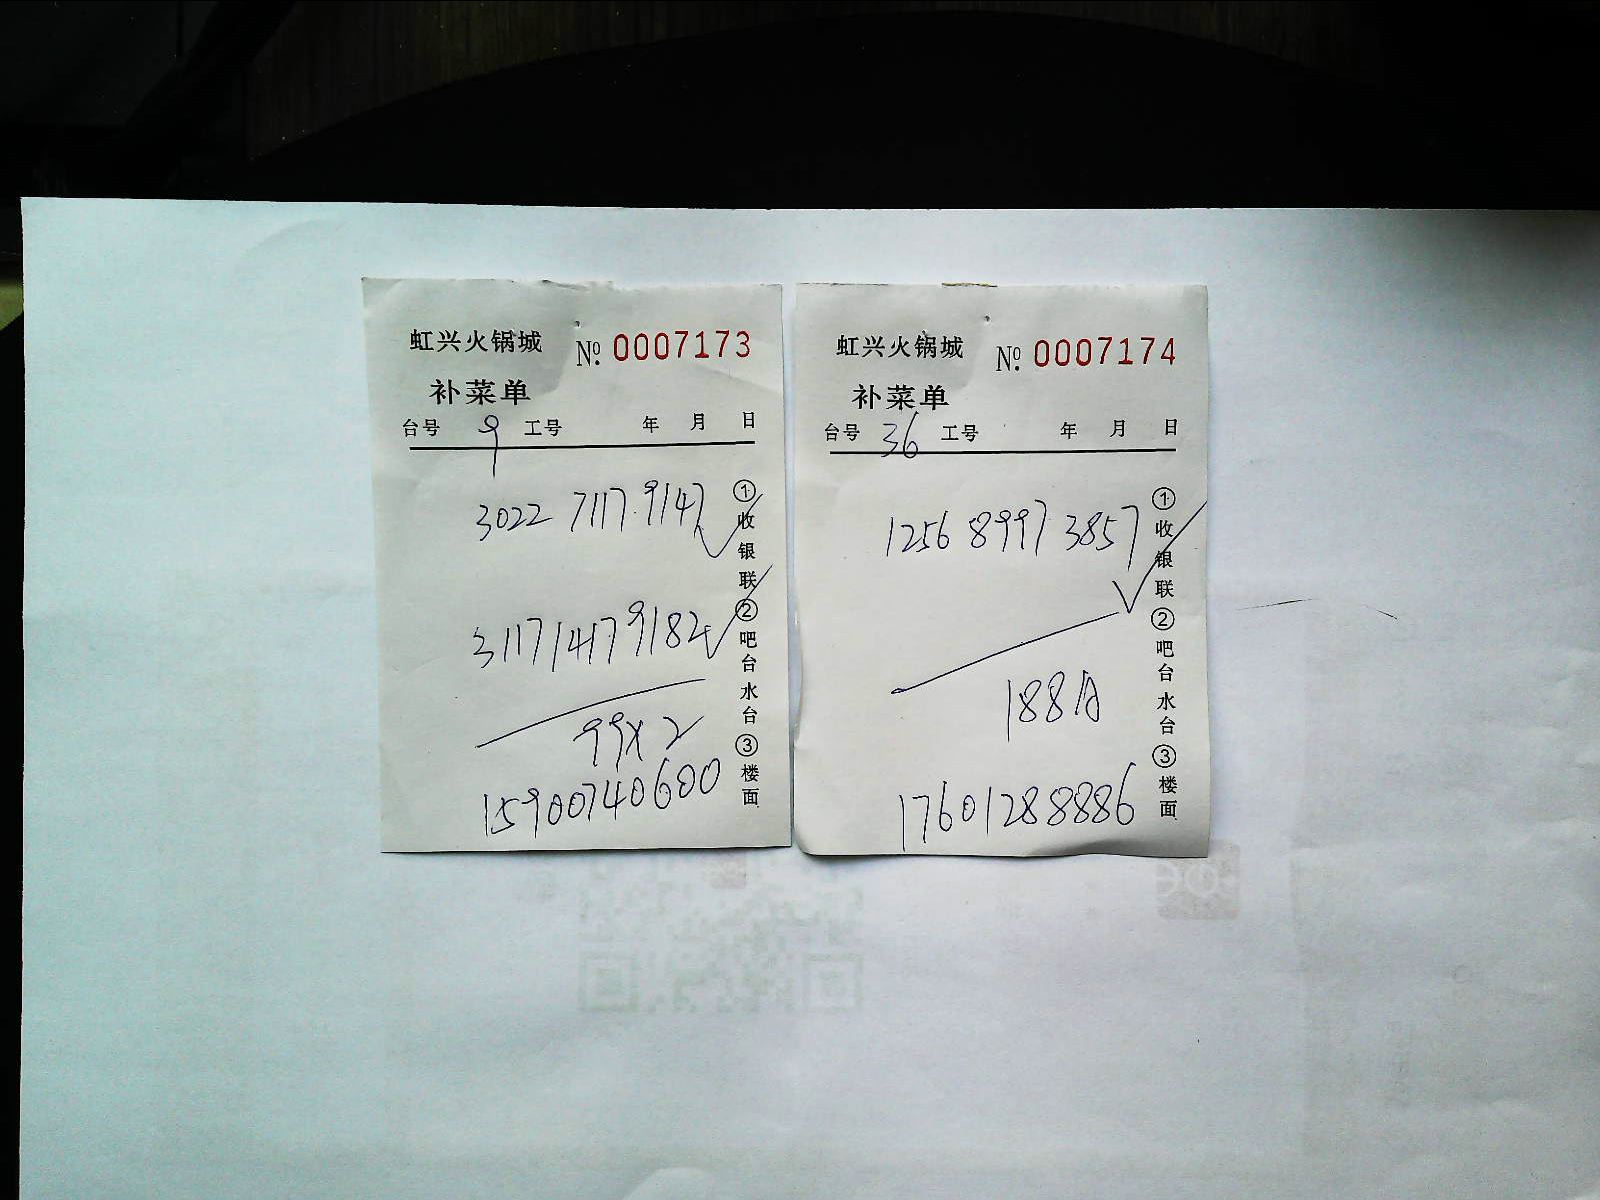 虹兴火锅城 № 0007173
补菜单
台号 9 工号 年 月 日
3022 7117 9147
3117 1417 9182
99X2
15900740600
①收银联②吧台水台③楼面
虹兴火锅城 № 0007174
补菜单
台号 36 工号 年 月 日
1256 8997 3857
188A
17601288886
①收银联②吧台水台③楼面